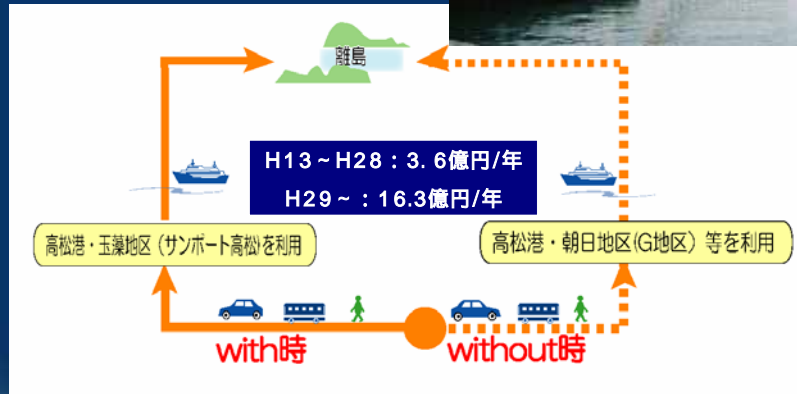 離島
H13~H28:3.6億円/年
H29~:16.3億円/年
高松港・玉藻地区(サンポート高松)を利用
高松港・朝日地区(G地区)等を利用
with時
without時